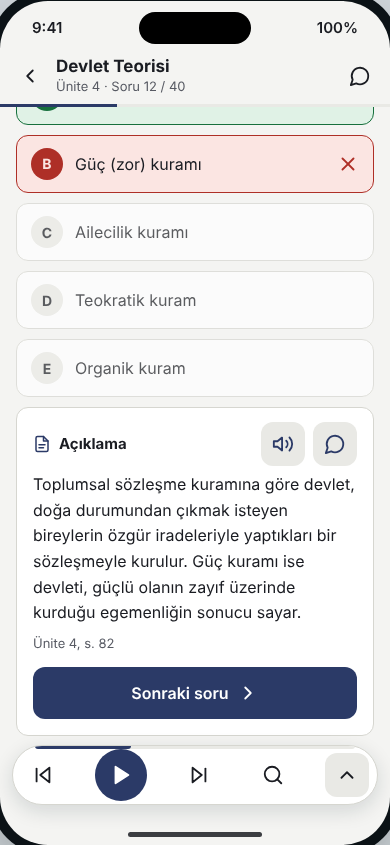 9:41
100%
Devlet Teorisi
Ünite 4 · Soru 12 / 40
B
Güç (zor) kuramı
C
Ailecilik kuramı
D
Teokratik kuram
E
Organik kuram
Açıklama
Toplumsal sözleşme kuramına göre devlet,
doğa durumundan çıkmak isteyen
bireylerin özgür iradeleriyle yaptıkları bir
sözleşmeyle kurulur. Güç kuramı ise
devleti, güçlü olanın zayıf üzerinde
kurduğu egemenliğin sonucu sayar.
Ünite 4, s. 82
Sonraki soru